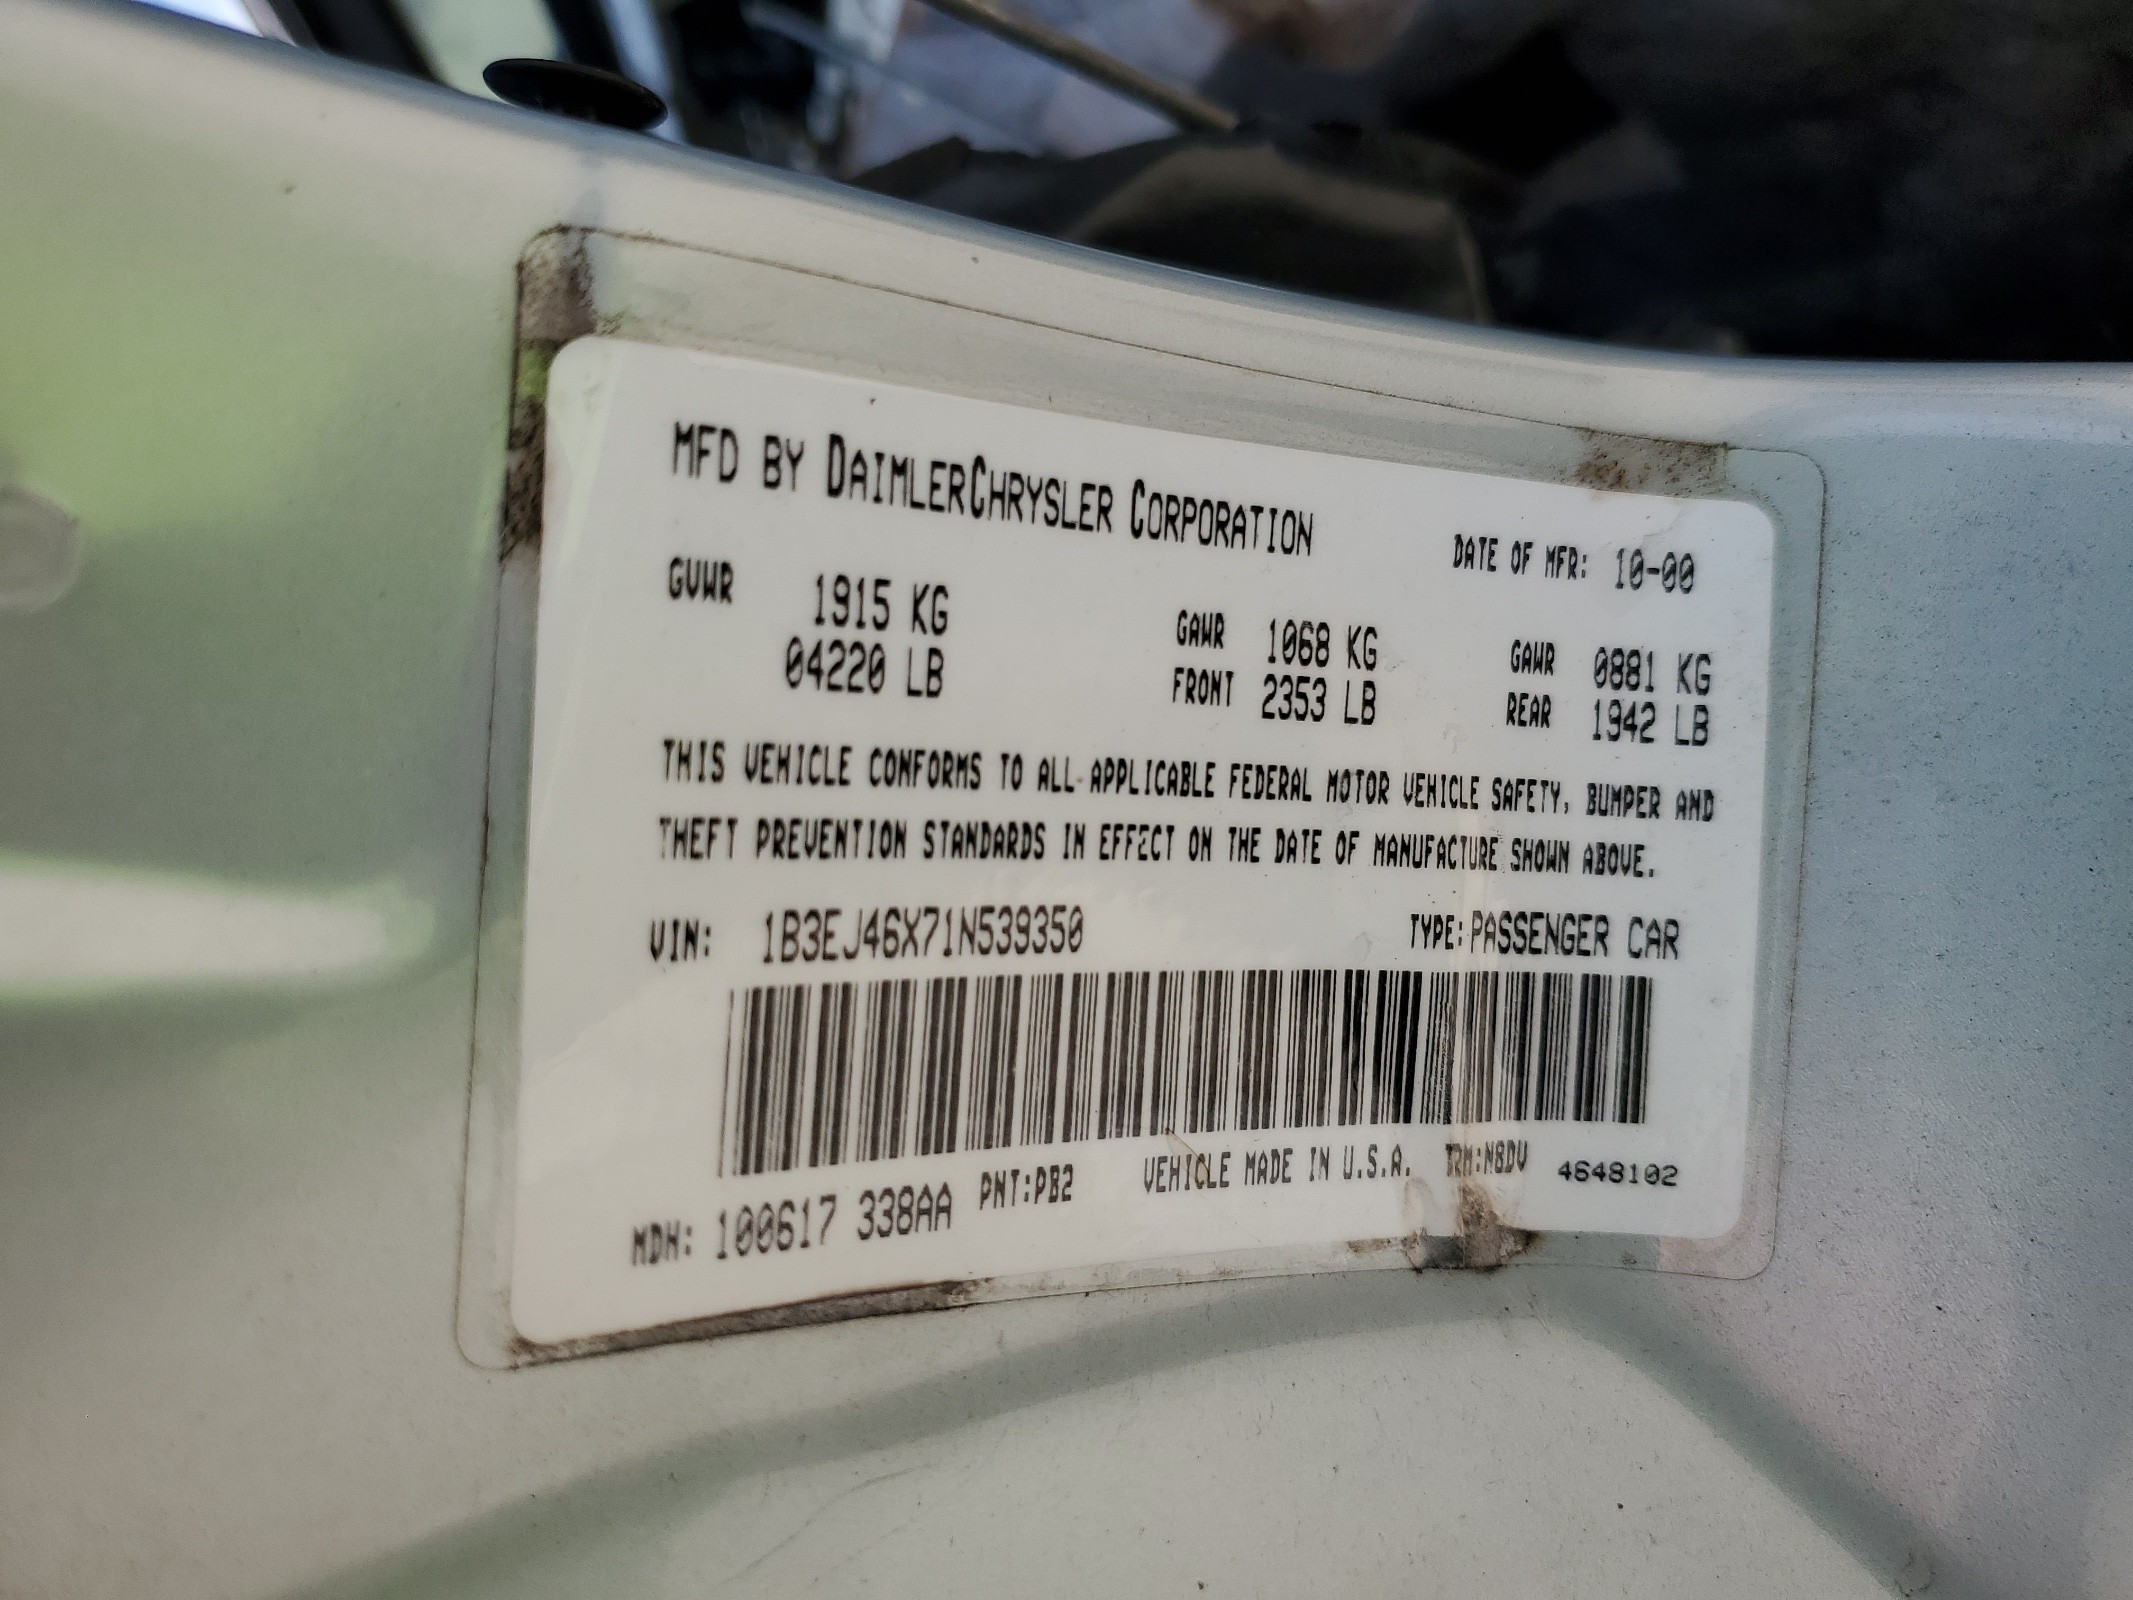 MFD BY DAIMLERCHRYSLER CORPORATION DATE OF MFR: 10-00
GVWR 1915 KG GAWR 1068 KG GAWR 0881 KG
04220 LB FRONT 2353 LB REAR 1942 LB
THIS VEHICLE CONFORMS TO ALL APPLICABLE FEDERAL MOTOR VEHICLE SAFETY, BUMPER AND
THEFT PREVENTION STANDARDS IN EFFECT ON THE DATE OF MANUFACTURE SHOWN ABOVE.
VIN: 1B3EJ46X71N539350 TYPE: PASSENGER CAR
MDH: 100617 338AA PNT:PB2 VEHICLE MADE IN U.S.A. TRM:N8DV 4648102